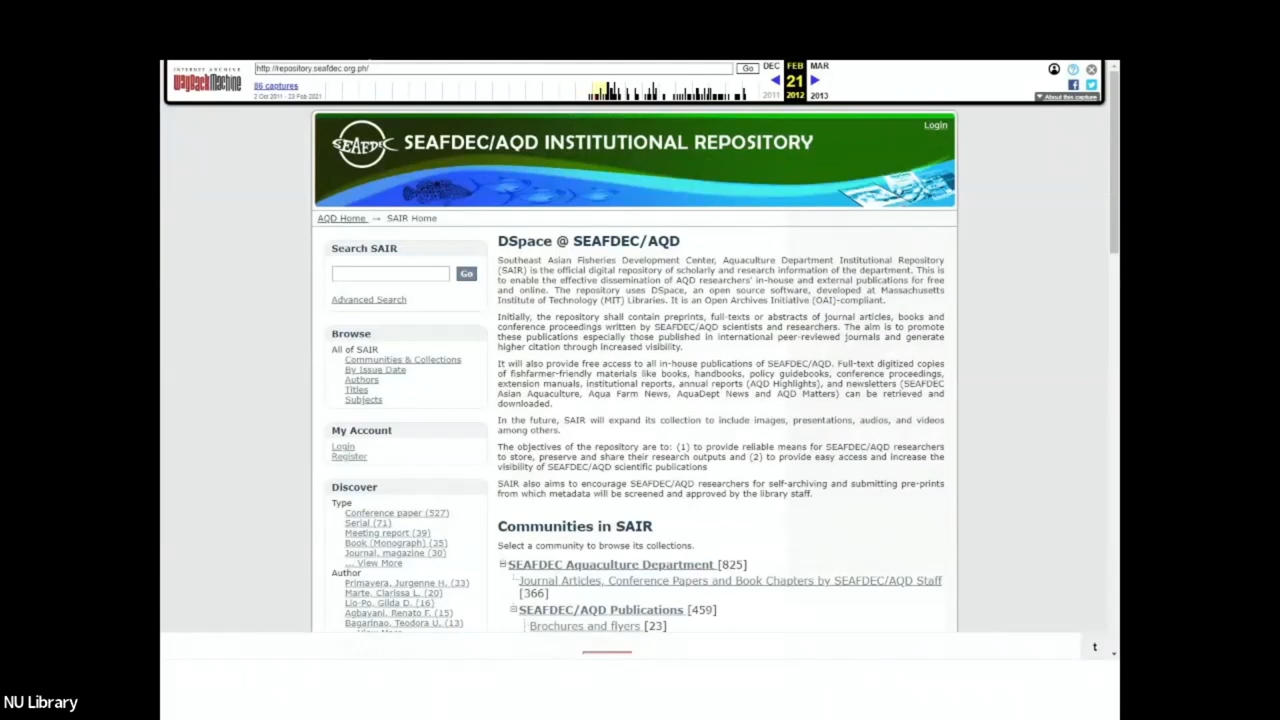 INTERNET ARCHIVE
WayBackMachine
http://repository.seafdec.org.ph/
Go
DEC
FEB
MAR
86 captures
2 Oct 2011 - 23 Feb 2021
21
2011
2012
2013
About this capture
SEAFDEC
SEAFDEC/AQD INSTITUTIONAL REPOSITORY
Login
AQD Home → SAIR Home
Search SAIR
Go
Advanced Search
Browse
All of SAIR
Communities & Collections
By Issue Date
Authors
Titles
Subjects
My Account
Login
Register
Discover
Type
Conference paper (527)
Serial (71)
Meeting report (39)
Book (Monograph) (35)
Journal, magazine (30)
... View More
Author
Primavera, Jurgenne H. (33)
Marte, Clarissa L. (20)
Lio-Po, Gilda D. (16)
Agbayani, Renato F. (15)
Bagarinao, Teodora U. (13)
DSpace @ SEAFDEC/AQD
Southeast Asian Fisheries Development Center, Aquaculture Department Institutional Repository
(SAIR) is the official digital repository of scholarly and research information of the department. This is
to enable the effective dissemination of AQD researchers' in-house and external publications for free
and online. The repository uses DSpace, an open source software, developed at Massachusetts
Institute of Technology (MIT) Libraries. It is an Open Archives Initiative (OAI)-compliant.
Initially, the repository shall contain preprints, full-texts or abstracts of journal articles, books and
conference proceedings written by SEAFDEC/AQD scientists and researchers. The aim is to promote
these publications especially those published in international peer-reviewed journals and generate
higher citation through increased visibility.
It will also provide free access to all in-house publications of SEAFDEC/AQD. Full-text digitized copies
of fishfarmer-friendly materials like books, handbooks, policy guidebooks, conference proceedings,
extension manuals, institutional reports, annual reports (AQD Highlights), and newsletters (SEAFDEC
Asian Aquaculture, Aqua Farm News, AquaDept News and AQD Matters) can be retrieved and
downloaded.
In the future, SAIR will expand its collection to include images, presentations, audios, and videos
among others.
The objectives of the repository are to: (1) to provide reliable means for SEAFDEC/AQD researchers
to store, preserve and share their research outputs and (2) to provide easy access and increase the
visibility of SEAFDEC/AQD scientific publications
SAIR also aims to encourage SEAFDEC/AQD researchers for self-archiving and submitting pre-prints
from which metadata will be screened and approved by the library staff.
Communities in SAIR
Select a community to browse its collections.
SEAFDEC Aquaculture Department [825]
Journal Articles, Conference Papers and Book Chapters by SEAFDEC/AQD Staff
[366]
SEAFDEC/AQD Publications [459]
Brochures and flyers [23]
t
NU Library